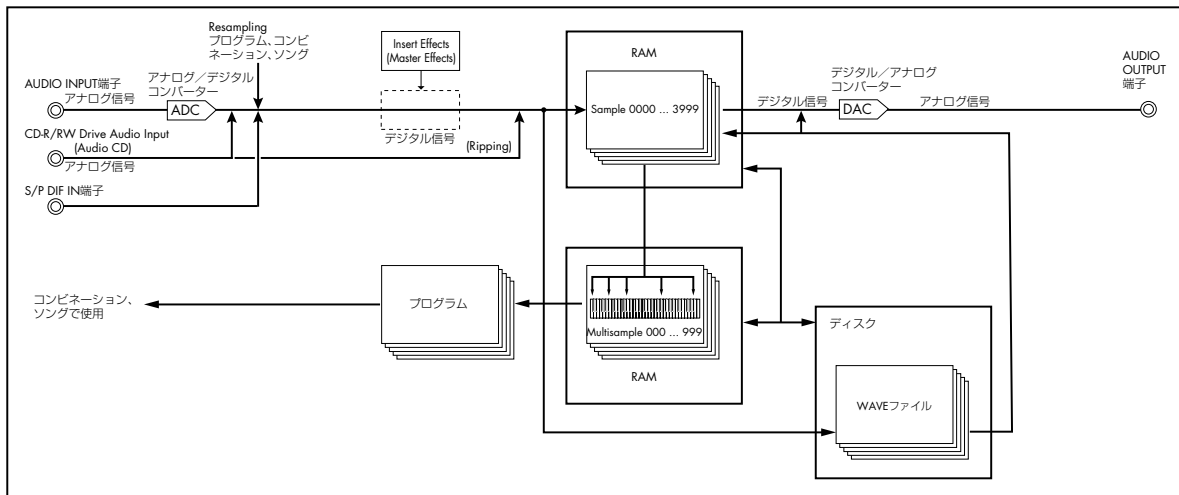 Resampling
プログラム、コンビ
ネーション、ソング
Insert Effects
(Master Effects)
RAM
AUDIO
OUTPUT
端子
AUDIO INPUT端子
アナログ信号
アナログ／デジタル
コンバーター
ADC
Sample 0000 ... 3999
デジタル信号
デジタル／アナログ
コンバーター
DAC
アナログ信号
CD-R/RW Drive Audio Input
(Audio CD)
アナログ信号
デジタル信号
(Ripping)
S/P DIF IN端子
コンビネーション、
ソングで使用
プログラム
Multisample 000 ... 999
RAM
ディスク
WAVEファイル